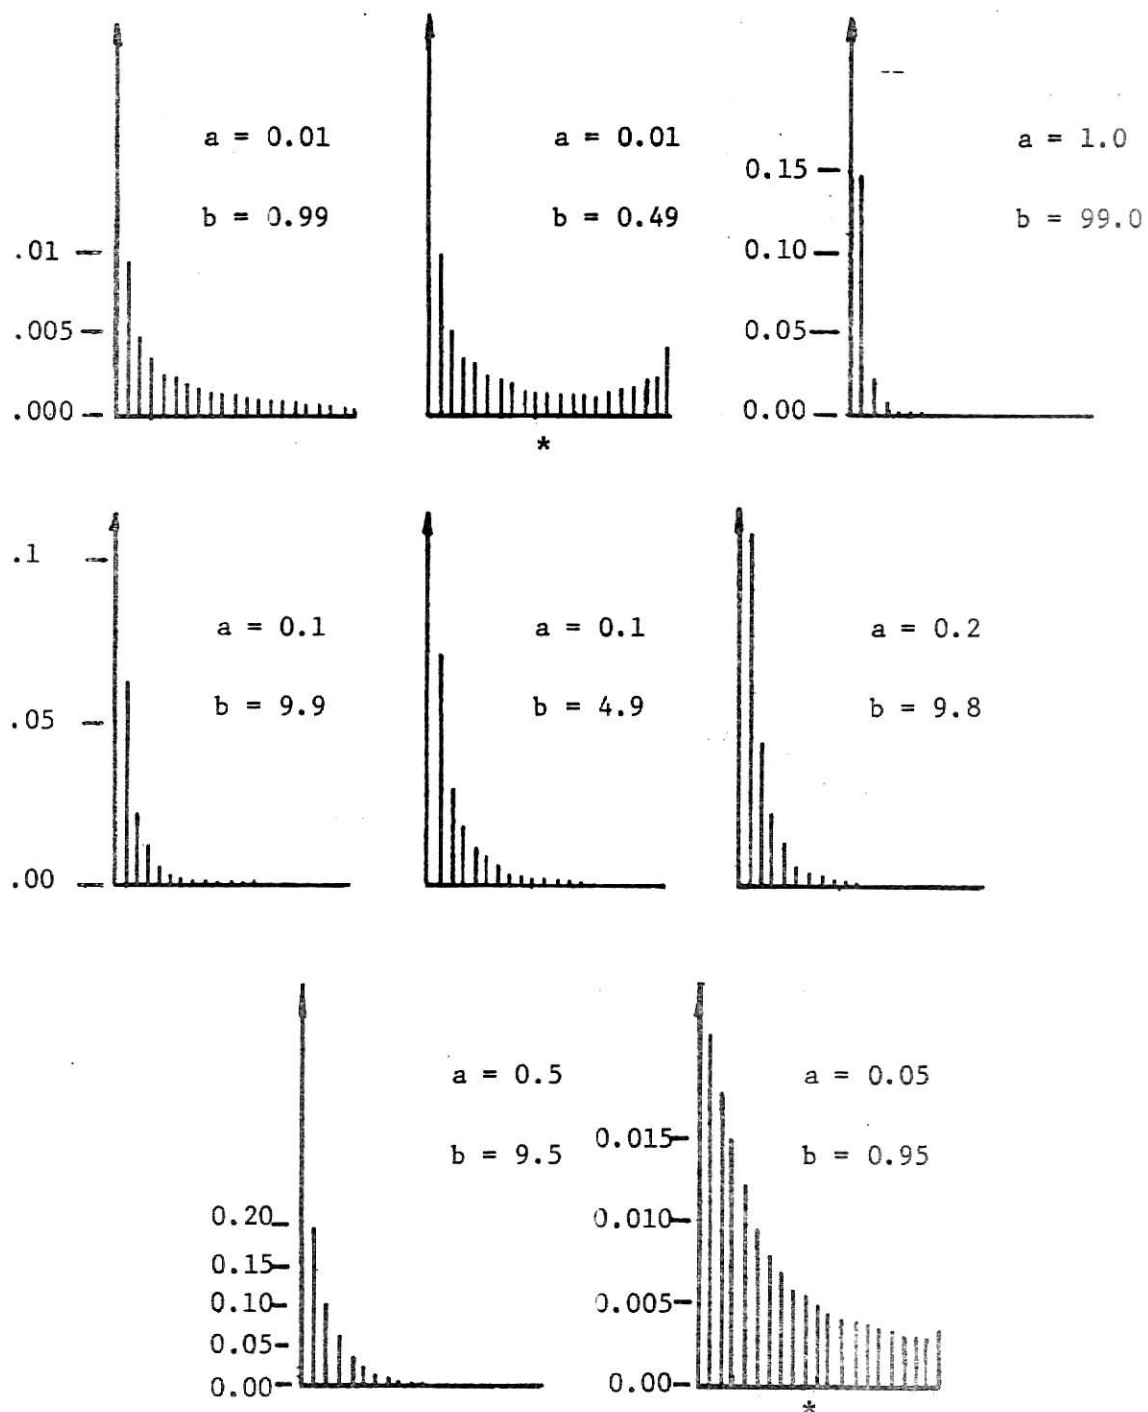 a = 0.01
b = 0.99
.01
.005
.000
a = 0.01
b = 0.49
*
a = 1.0
b = 99.0
0.15
0.10
0.05
0.00
.1
.05
.00
a = 0.1
b = 9.9
a = 0.1
b = 4.9
a = 0.2
b = 9.8
a = 0.5
b = 9.5
0.20
0.15
0.10
0.05
0.00
a = 0.05
b = 0.95
0.015
0.010
0.005
0.00
*